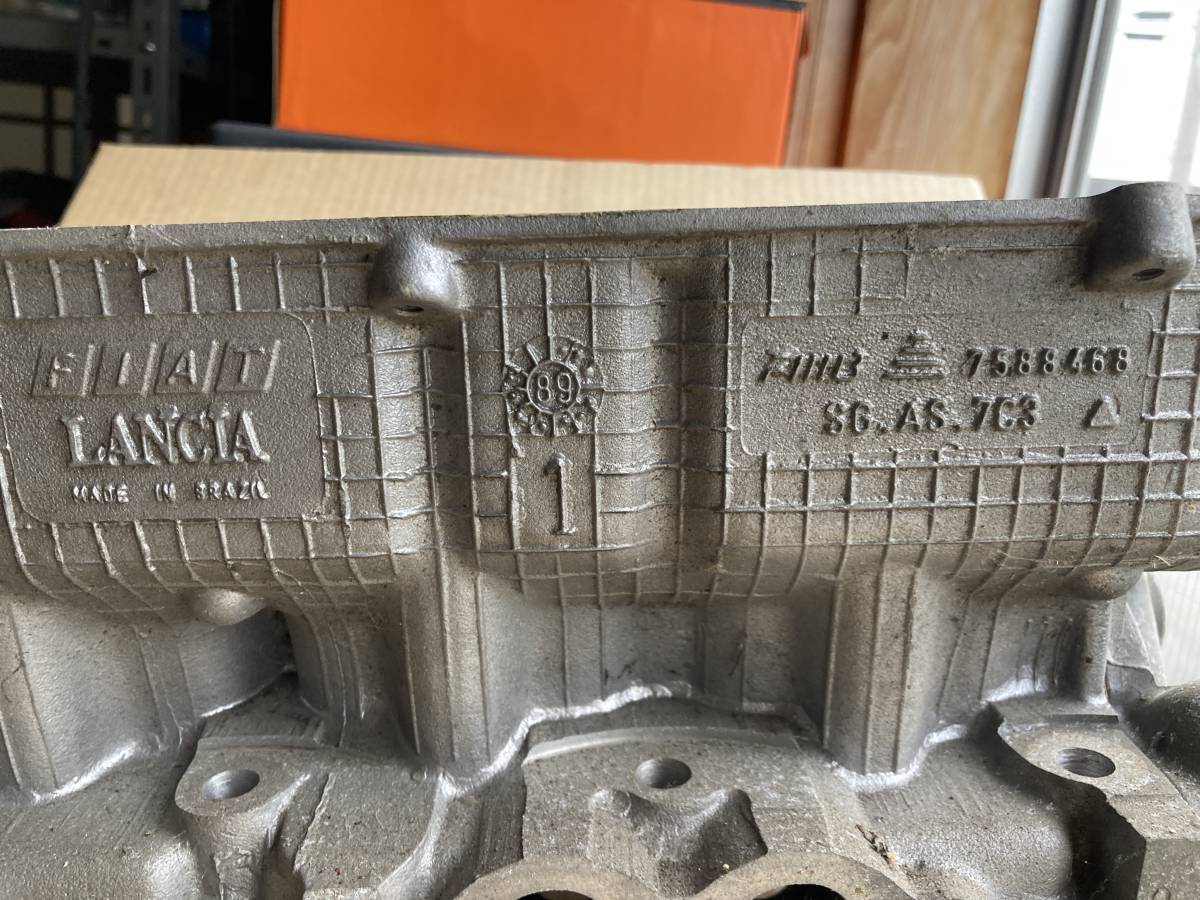 FIAT
LANCIA
MADE IN BRAZIL
89
1
7588468
SG.AS.7C3